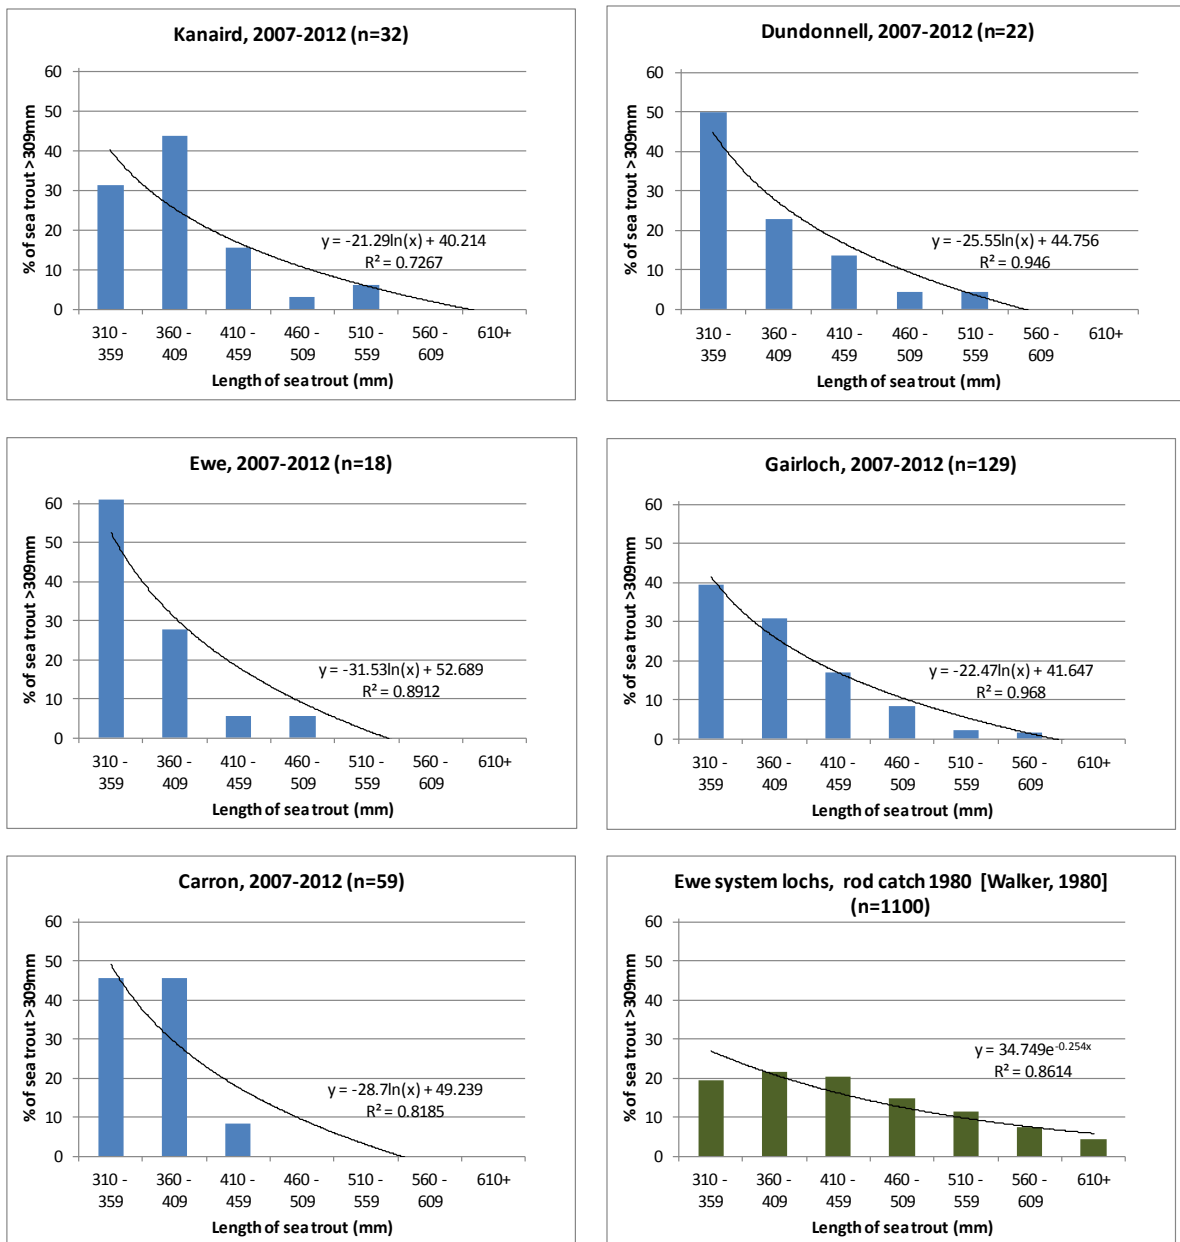 Kanaird, 2007-2012 (n=32)
% of sea trout >309mm
60
50
40
30
20
10
0
y = -21.29ln(x) + 40.214
R² = 0.7267
310 - 360 - 410 - 460 - 510 - 560 - 610+
359 409 459 509 559 609
Length of sea trout (mm)
Dundonnell, 2007-2012 (n=22)
% of sea trout >309mm
60
50
40
30
20
10
0
y = -25.55ln(x) + 44.756
R² = 0.946
310 - 360 - 410 - 460 - 510 - 560 - 610+
359 409 459 509 559 609
Length of sea trout (mm)
Ewe, 2007-2012 (n=18)
% of sea trout >309mm
60
50
40
30
20
10
0
y = -31.53ln(x) + 52.689
R² = 0.8912
310 - 360 - 410 - 460 - 510 - 560 - 610+
359 409 459 509 559 609
Length of sea trout (mm)
Gairloch, 2007-2012 (n=129)
% of sea trout >309mm
60
50
40
30
20
10
0
y = -22.47ln(x) + 41.647
R² = 0.968
310 - 360 - 410 - 460 - 510 - 560 - 610+
359 409 459 509 559 609
Length of sea trout (mm)
Carron, 2007-2012 (n=59)
% of sea trout >309mm
60
50
40
30
20
10
0
y = -28.7ln(x) + 49.239
R² = 0.8185
310 - 360 - 410 - 460 - 510 - 560 - 610+
359 409 459 509 559 609
Length of sea trout (mm)
Ewe system lochs, rod catch 1980 [Walker, 1980]
(n=1100)
% of sea trout >309mm
60
50
40
30
20
10
0
y = 34.749e^-0.254x
R² = 0.8614
310 - 360 - 410 - 460 - 510 - 560 - 610+
359 409 459 509 559 609
Length of sea trout (mm)